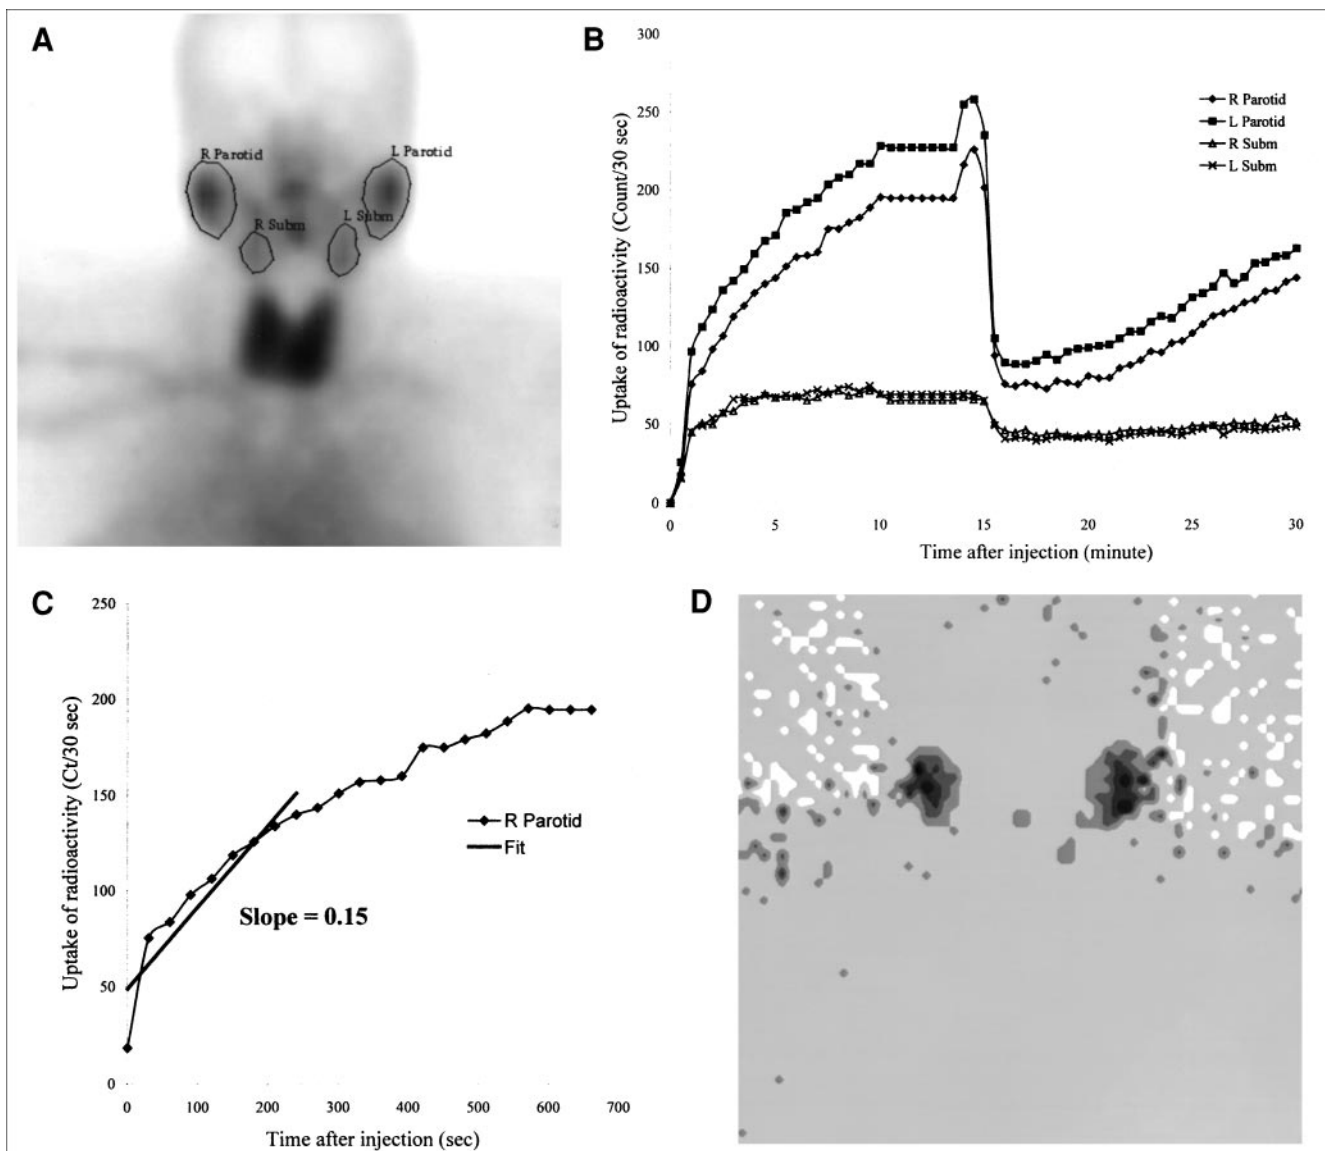 A
R Parotid
L Parotid
R Subm
L Subm
B
Uptake of radioactivity (Count/30 sec)
300
250
200
150
100
50
0
0 5 10 15 20 25 30
Time after injection (minute)
R Parotid
L Parotid
R Subm
L Subm
C
Uptake of radioactivity (Ct/30 sec)
250
200
150
100
50
0
0 100 200 300 400 500 600 700
Time after injection (sec)
R Parotid
Fit
Slope = 0.15
D